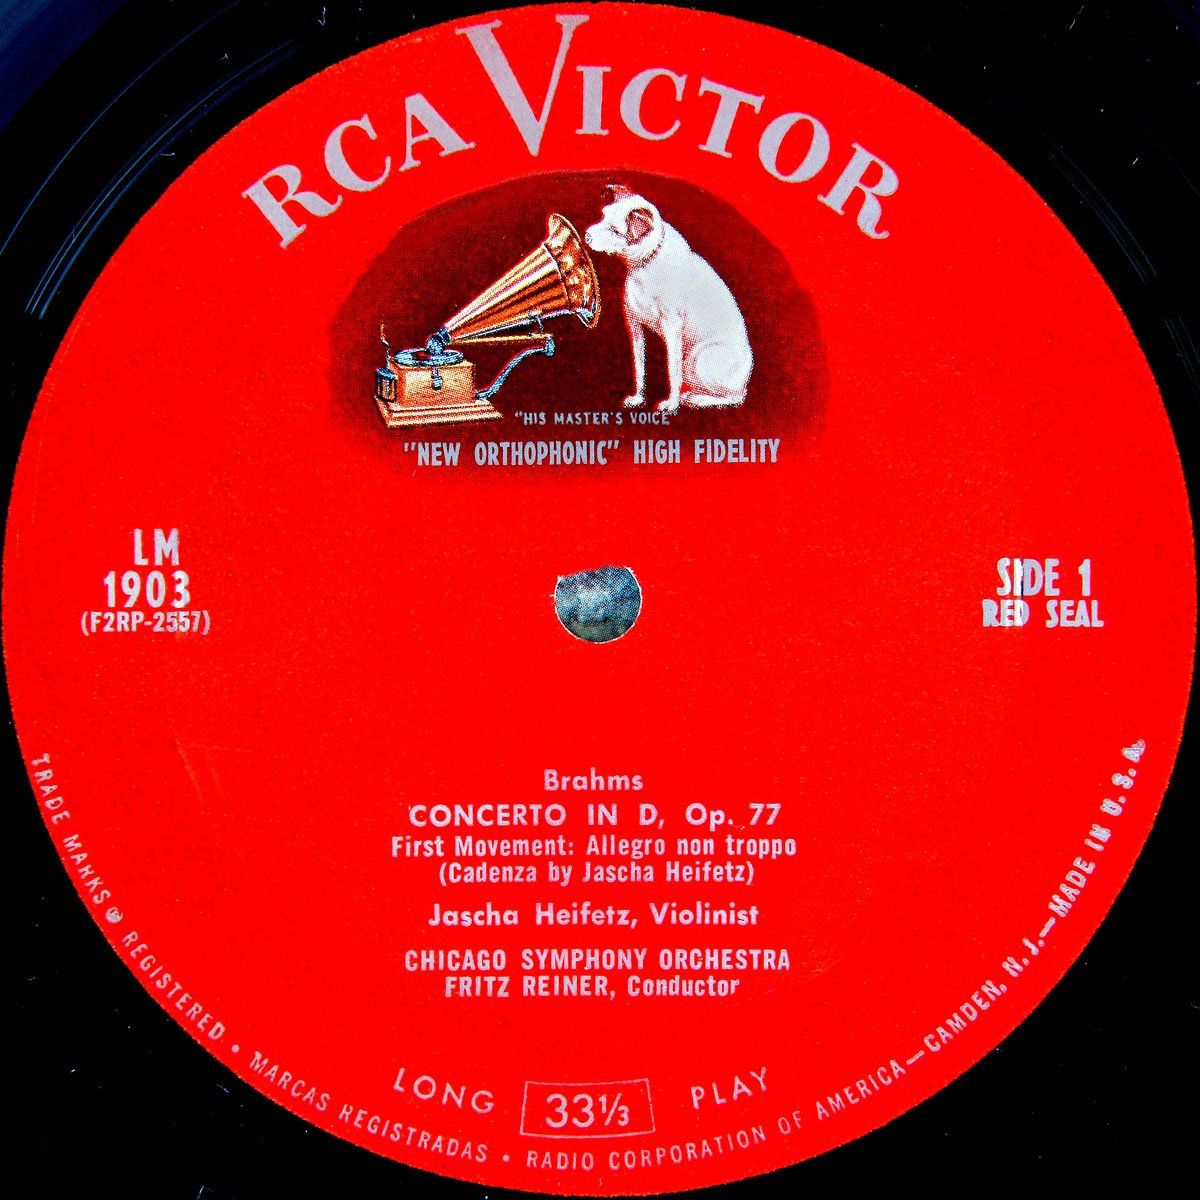 RCA VICTOR
"HIS MASTER'S VOICE"
"NEW ORTHOPHONIC" HIGH FIDELITY
LM
1903
(F2RP-2557)
SIDE 1
RED SEAL
Brahms
CONCERTO IN D, Op. 77
First Movement: Allegro non troppo
(Cadenza by Jascha Heifetz)
Jascha Heifetz, Violinist
CHICAGO SYMPHONY ORCHESTRA
FRITZ REINER, Conductor
LONG 33⅓ PLAY
TRADE MARKS ® REGISTERED • MARCAS REGISTRADAS • RADIO CORPORATION OF AMERICA—CAMDEN, N. J.—MADE IN U. S. A.